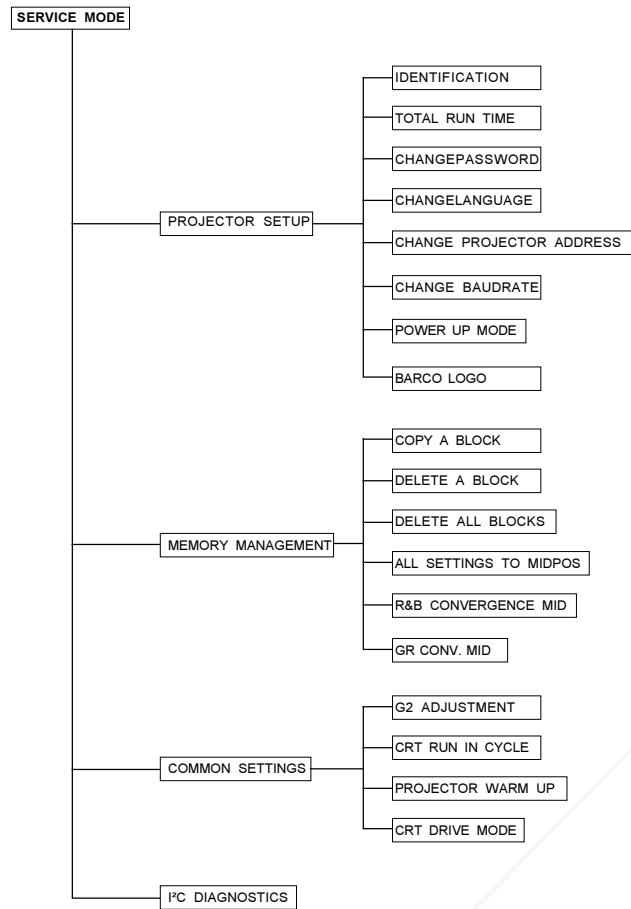 SERVICE MODE
IDENTIFICATION
TOTAL RUN TIME
CHANGEPASSWORD
CHANGELANGUAGE
PROJECTOR SETUP
CHANGE PROJECTOR ADDRESS
CHANGE BAUDRATE
POWER UP MODE
BARCO LOGO
COPY A BLOCK
DELETE A BLOCK
DELETE ALL BLOCKS
MEMORY MANAGEMENT
ALL SETTINGS TO MIDPOS
R&B CONVERGENCE MID
GR CONV. MID
G2 ADJUSTMENT
CRT RUN IN CYCLE
COMMON SETTINGS
PROJECTOR WARM UP
CRT DRIVE MODE
I²C DIAGNOSTICS